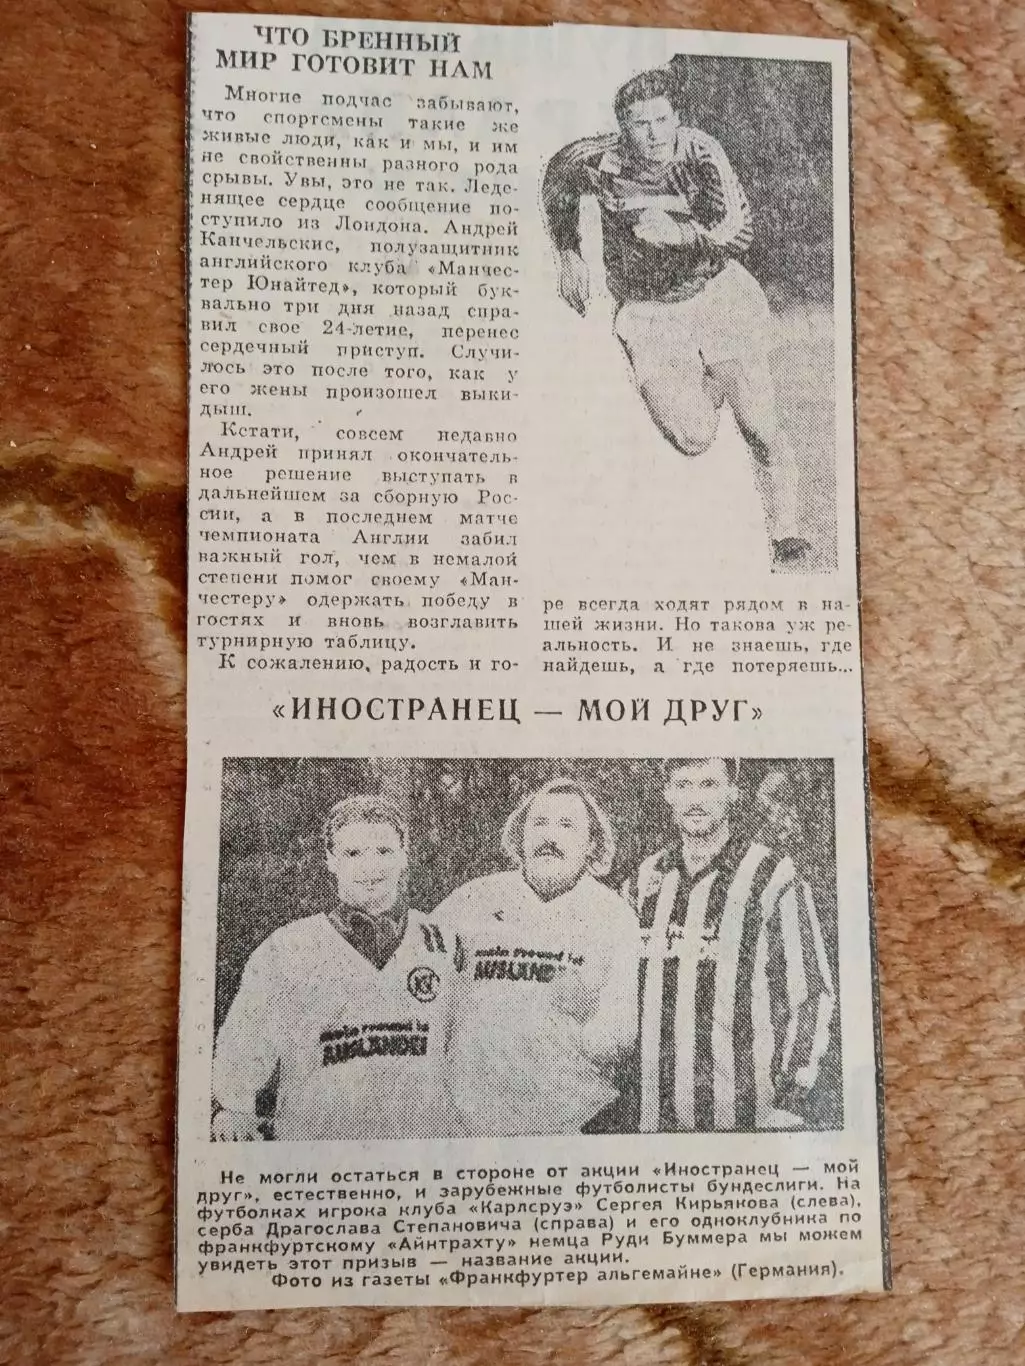 ЧТО БРЕННЫЙ
МИР ГОТОВИТ НАМ
Многие подчас забывают,
что спортсмены такие же
живые люди, как и мы, и им
не свойственны разного рода
срывы. Увы, это не так. Леде-
нящее сердце сообщение по-
ступило из Лондона. Андрей
Канчельскис, полузащитник
английского клуба «Манчес-
тер Юнайтед», который бук-
вально три дня назад спра-
вил свое 24-летие, перенес
сердечный приступ. Случи-
лось это после того, как у
его жены произошел выки-
дыш.
Кстати, совсем недавно
Андрей принял окончатель-
ное решение выступать в
дальнейшем за сборную Рос-
сии, а в последнем матче
чемпионата Англии забил
важный гол, чем в немалой
степени помог своему «Ман-
честеру» одержать победу в
гостях и вновь возглавить
турнирную таблицу.
К сожалению, радость и го-
ре всегда ходят рядом в на-
шей жизни. Но такова уж ре-
альность. И не знаешь, где
найдешь, а где потеряешь...
«ИНОСТРАНЕЦ — МОЙ ДРУГ»
mein freund ist
AUSLÄNDE
mein freund is
AUSLÄNDER
KSC
Не могли остаться в стороне от акции «Иностранец — мой
друг», естественно, и зарубежные футболисты бундеслиги. На
футболках игрока клуба «Карлсруэ» Сергея Кирьякова (слева),
серба Драгослава Степановича (справа) и его одноклубника по
франкфуртскому «Айнтрахту» немца Руди Буммера мы можем
увидеть этот призыв — название акции.
Фото из газеты «Франкфуртер альгемайне» (Германия).